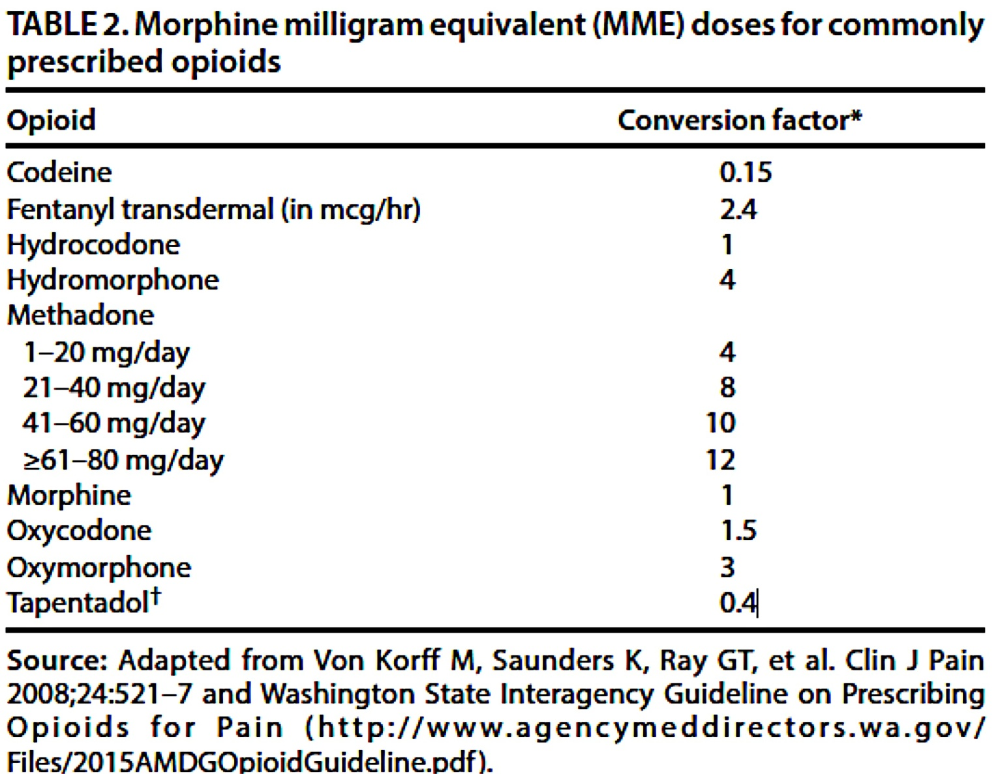 TABLE 2. Morphine milligram equivalent (MME) doses for commonly
prescribed opioids
Opioid Conversion factor*
Codeine 0.15
Fentanyl transdermal (in mcg/hr) 2.4
Hydrocodone 1
Hydromorphone 4
Methadone
1–20 mg/day 4
21–40 mg/day 8
41–60 mg/day 10
≥61–80 mg/day 12
Morphine 1
Oxycodone 1.5
Oxymorphone 3
Tapentadol† 0.4
Source: Adapted from Von Korff M, Saunders K, Ray GT, et al. Clin J Pain
2008;24:521–7 and Washington State Interagency Guideline on Prescribing
Opioids for Pain (http://www.agencymeddirectors.wa.gov/
Files/2015AMDGOpioidGuideline.pdf).